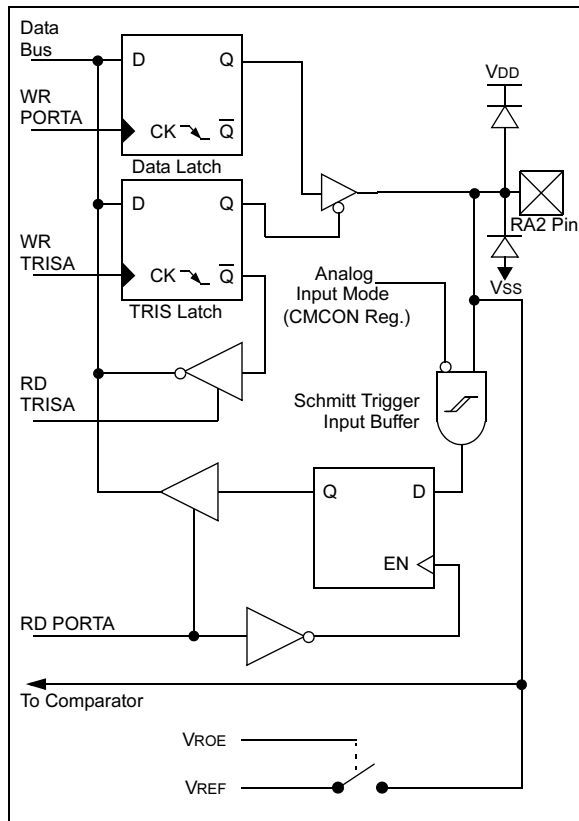 Data
Bus
D
Q
VDD
WR
PORTA
CK
Q
Data Latch
D
Q
RA2 Pin
WR
TRISA
CK
Q
Analog
Input Mode
(CMCON Reg.)
VSS
TRIS Latch
RD
TRISA
Schmitt Trigger
Input Buffer
Q
D
EN
RD PORTA
To Comparator
VROE
VREF